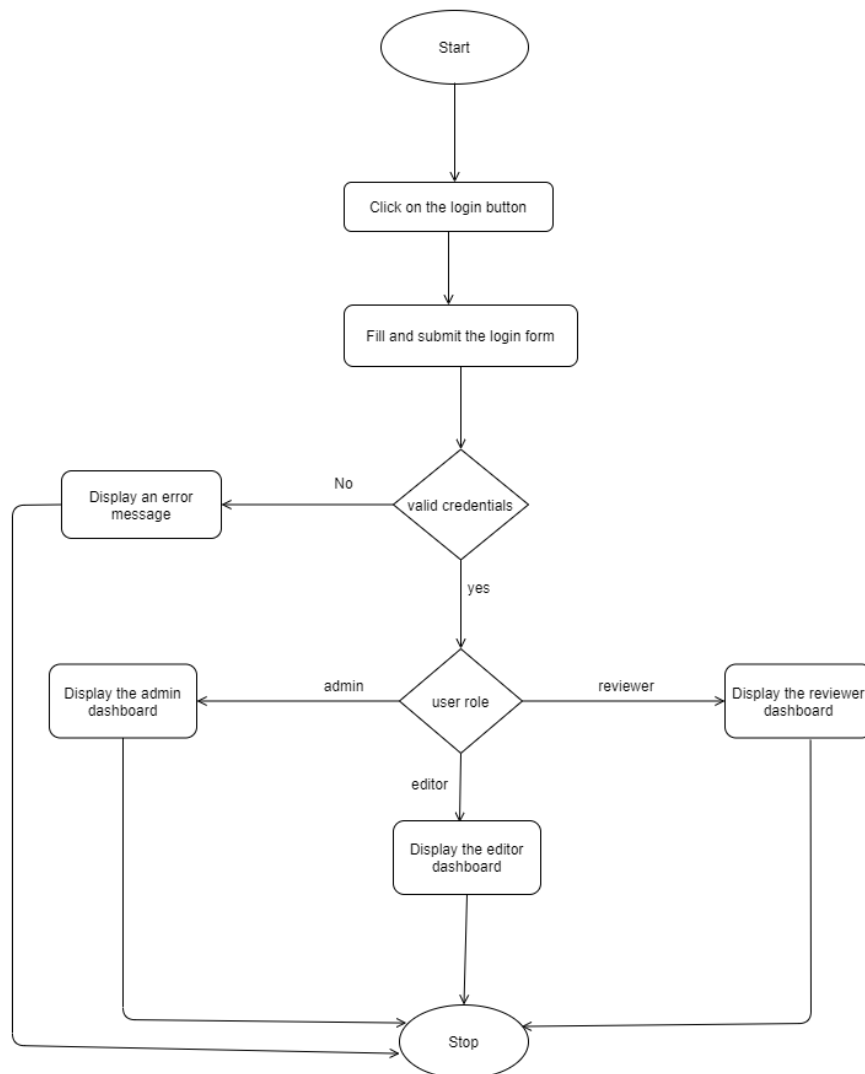 Start
Click on the login button
Fill and submit the login form
No
Display an error
message
valid credentials
yes
admin
reviewer
Display the admin
dashboard
user role
Display the reviewer
dashboard
editor
Display the editor
dashboard
Stop